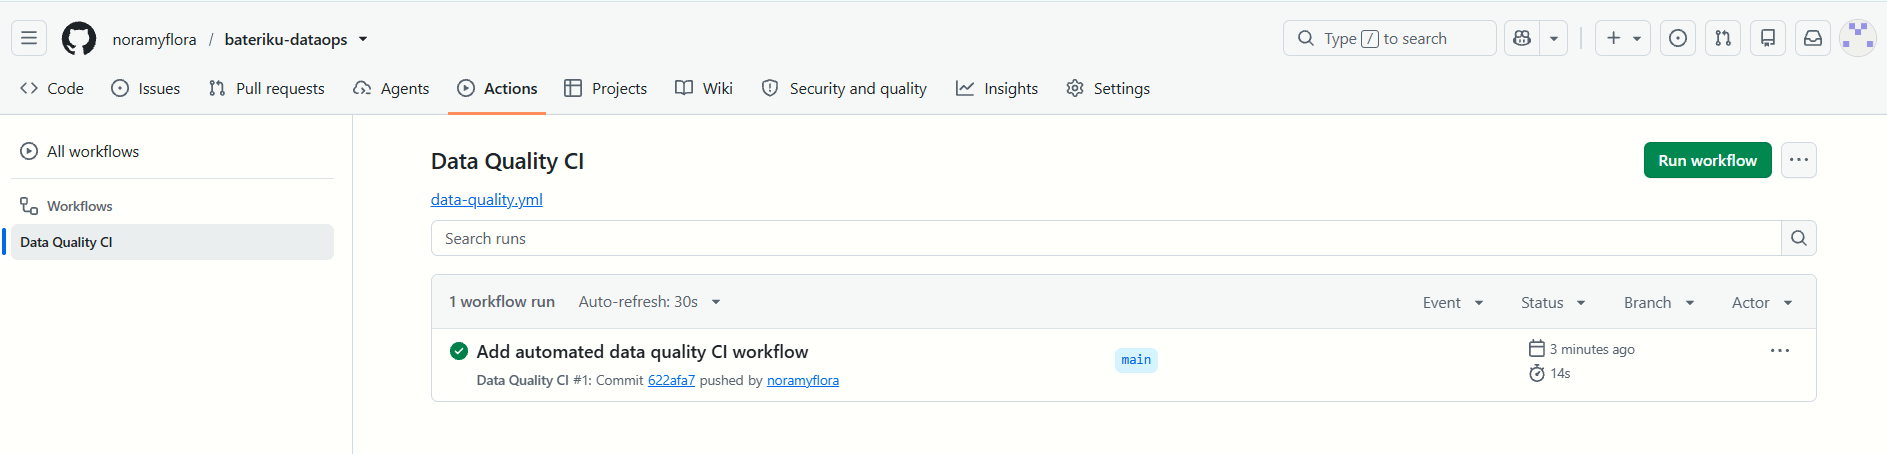 noramyflora / bateriku-dataops
Type / to search
Code Issues Pull requests Agents Actions Projects Wiki Security and quality Insights Settings
All workflows
Workflows
Data Quality CI
Data Quality CI
Run workflow
data-quality.yml
Search runs
1 workflow run Auto-refresh: 30s Event Status Branch Actor
Add automated data quality CI workflow
Data Quality CI #1: Commit 622afa7 pushed by noramyflora
main
3 minutes ago
14s